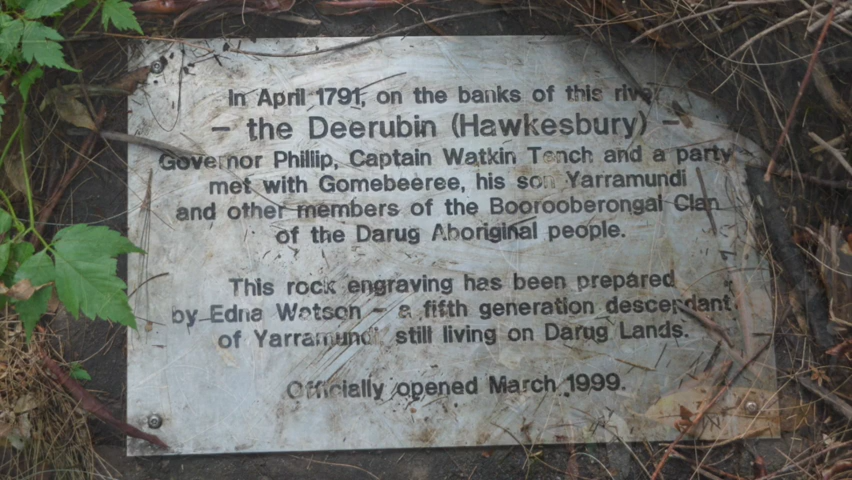 In April 1791, on the banks of this river
– the Deerubin (Hawkesbury) –
Governor Phillip, Captain Watkin Tench and a party
met with Gomebeeree, his son Yarramundi
and other members of the Boorooberongal Clan
of the Darug Aboriginal people.
This rock engraving has been prepared
by Edna Watson – a fifth generation descendant
of Yarramundi, still living on Darug Lands.
Officially opened March 1999.